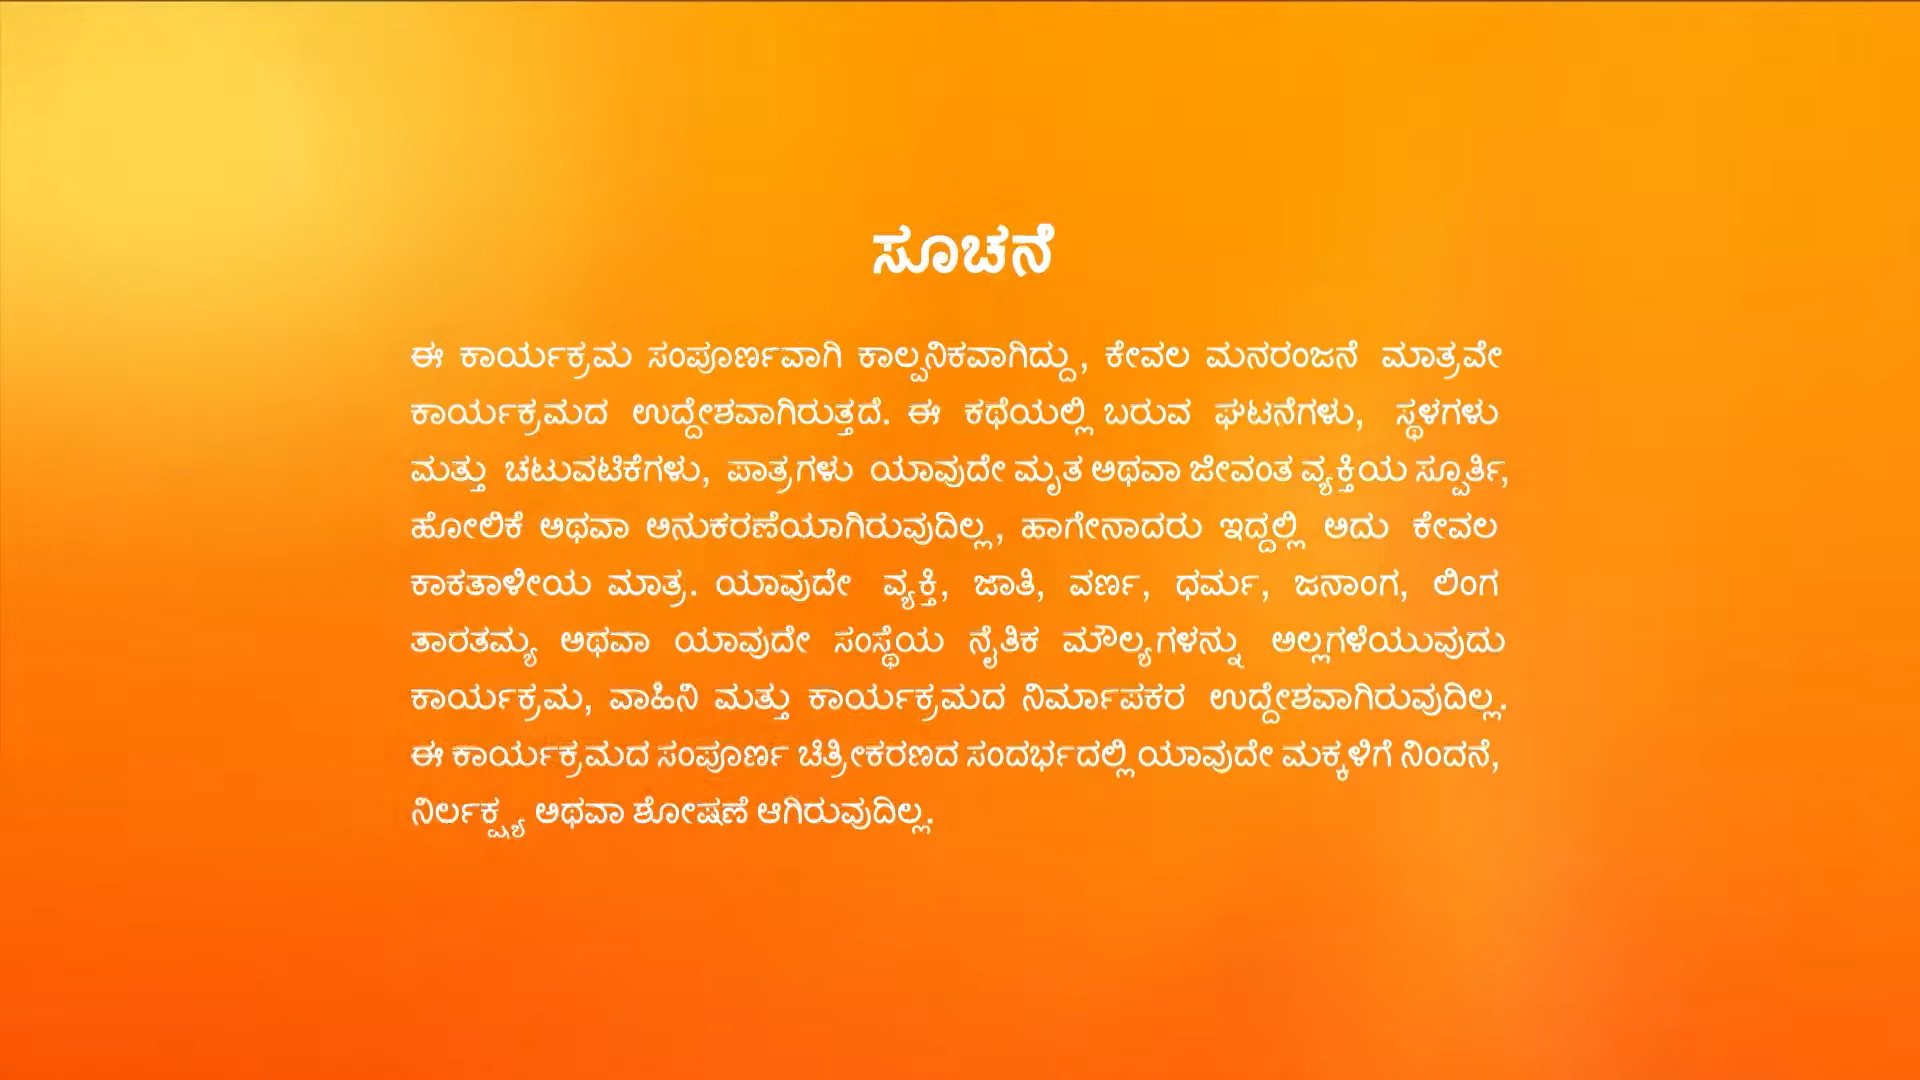 ಸೂಚನೆ
ಈ ಕಾರ್ಯಕ್ರಮ ಸಂಪೂರ್ಣವಾಗಿ ಕಾಲ್ಪನಿಕವಾಗಿದ್ದು, ಕೇವಲ ಮನರಂಜನೆ ಮಾತ್ರವೇ
ಕಾರ್ಯಕ್ರಮದ ಉದ್ದೇಶವಾಗಿರುತ್ತದೆ. ಈ ಕಥೆಯಲ್ಲಿ ಬರುವ ಘಟನೆಗಳು, ಸ್ಥಳಗಳು
ಮತ್ತು ಚಟುವಟಿಕೆಗಳು, ಪಾತ್ರಗಳು ಯಾವುದೇ ಮೃತ ಅಥವಾ ಜೀವಂತ ವ್ಯಕ್ತಿಯ ಸ್ಪೂರ್ತಿ,
ಹೋಲಿಕೆ ಅಥವಾ ಅನುಕರಣೆಯಾಗಿರುವುದಿಲ್ಲ, ಹಾಗೇನಾದರು ಇದ್ದಲ್ಲಿ ಅದು ಕೇವಲ
ಕಾಕತಾಳೀಯ ಮಾತ್ರ. ಯಾವುದೇ ವ್ಯಕ್ತಿ, ಜಾತಿ, ವರ್ಣ, ಧರ್ಮ, ಜನಾಂಗ, ಲಿಂಗ
ತಾರತಮ್ಯ ಅಥವಾ ಯಾವುದೇ ಸಂಸ್ಥೆಯ ನೈತಿಕ ಮೌಲ್ಯಗಳನ್ನು ಅಲ್ಲಗಳೆಯುವುದು
ಕಾರ್ಯಕ್ರಮ, ವಾಹಿನಿ ಮತ್ತು ಕಾರ್ಯಕ್ರಮದ ನಿರ್ಮಾಪಕರ ಉದ್ದೇಶವಾಗಿರುವುದಿಲ್ಲ.
ಈ ಕಾರ್ಯಕ್ರಮದ ಸಂಪೂರ್ಣ ಚಿತ್ರೀಕರಣದ ಸಂದರ್ಭದಲ್ಲಿ ಯಾವುದೇ ಮಕ್ಕಳಿಗೆ ನಿಂದನೆ,
ನಿರ್ಲಕ್ಷ್ಯ ಅಥವಾ ಶೋಷಣೆ ಆಗಿರುವುದಿಲ್ಲ.